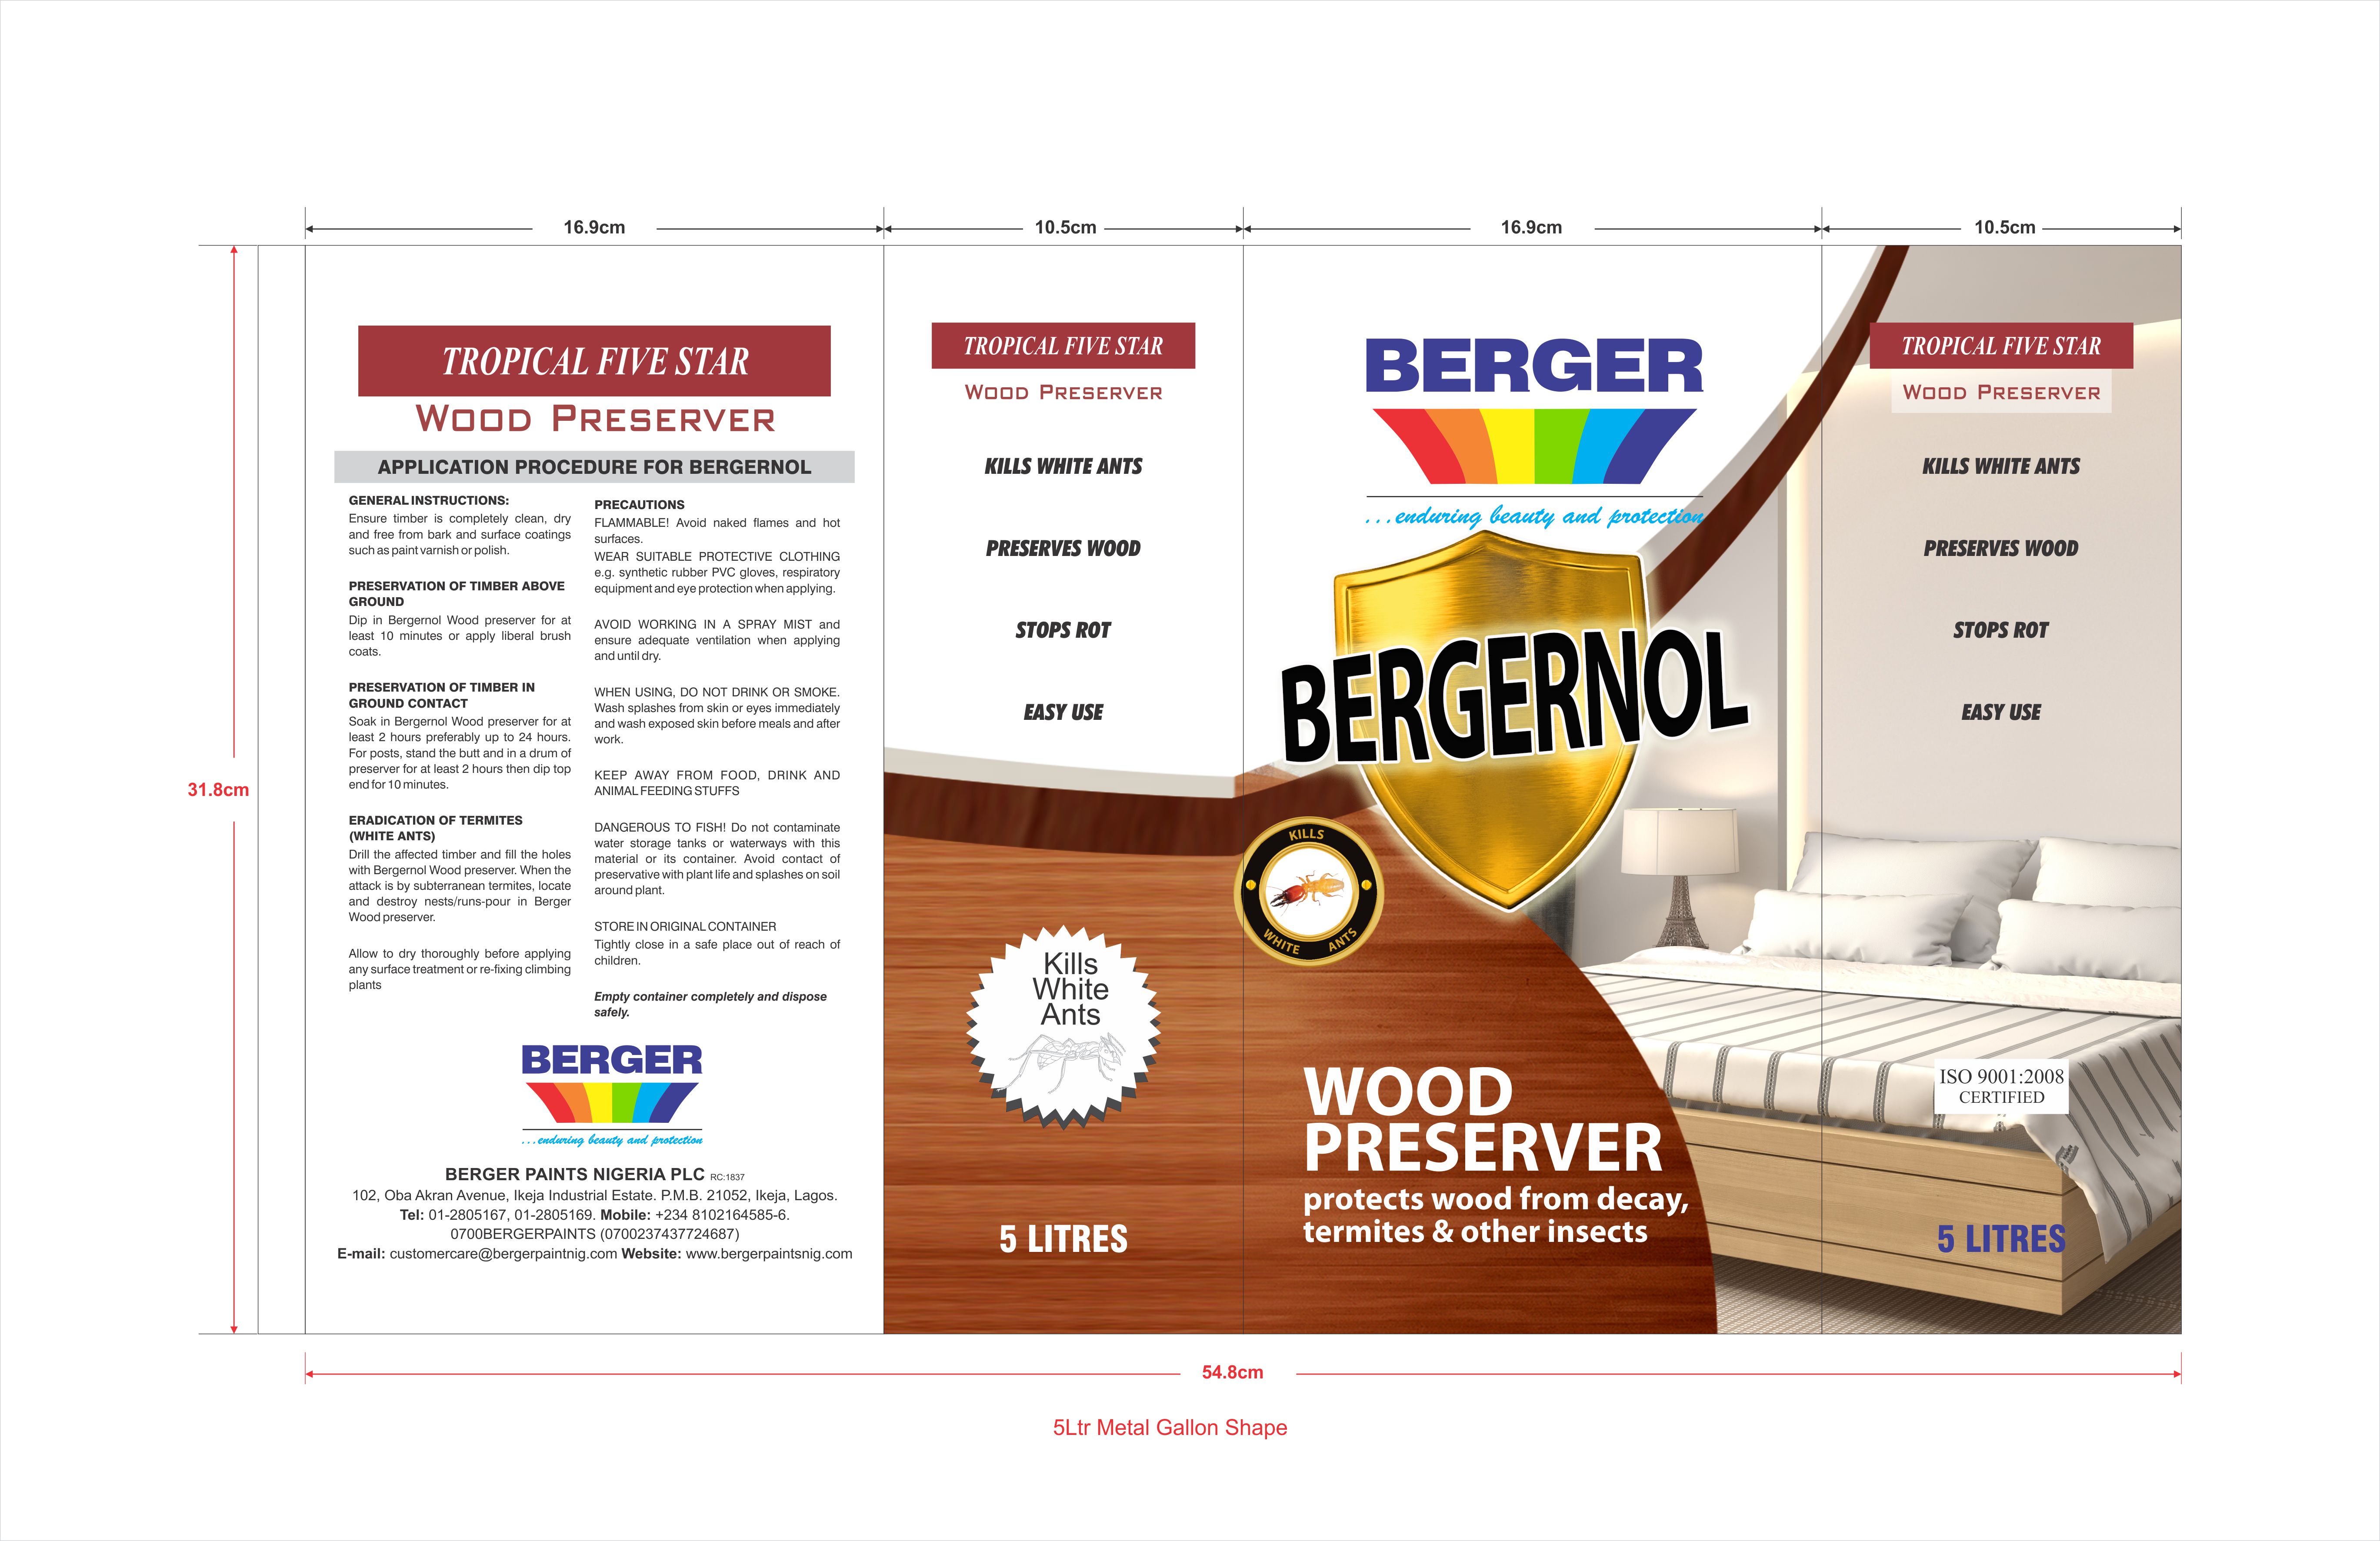 16.9cm
10.5cm
16.9cm
10.5cm
31.8cm
TROPICAL FIVE STAR
WOOD PRESERVER
APPLICATION PROCEDURE FOR BERGERNOL
GENERAL INSTRUCTIONS:
Ensure timber is completely clean, dry
and free from bark and surface coatings
such as paint varnish or polish.
PRESERVATION OF TIMBER ABOVE
GROUND
Dip in Bergernol Wood preserver for at
least 10 minutes or apply liberal brush
coats.
PRESERVATION OF TIMBER IN
GROUND CONTACT
Soak in Bergernol Wood preserver for at
least 2 hours preferably up to 24 hours.
For posts, stand the butt and in a drum of
preserver for at least 2 hours then dip top
end for 10 minutes.
ERADICATION OF TERMITES
(WHITE ANTS)
Drill the affected timber and fill the holes
with Bergernol Wood preserver. When the
attack is by subterranean termites, locate
and destroy nests/runs-pour in Berger
Wood preserver.
Allow to dry thoroughly before applying
any surface treatment or re-fixing climbing
plants
PRECAUTIONS
FLAMMABLE! Avoid naked flames and hot
surfaces.
WEAR SUITABLE PROTECTIVE CLOTHING
e.g. synthetic rubber PVC gloves, respiratory
equipment and eye protection when applying.
AVOID WORKING IN A SPRAY MIST and
ensure adequate ventilation when applying
and until dry.
WHEN USING, DO NOT DRINK OR SMOKE.
Wash splashes from skin or eyes immediately
and wash exposed skin before meals and after
work.
KEEP AWAY FROM FOOD, DRINK AND
ANIMAL FEEDING STUFFS
DANGEROUS TO FISH! Do not contaminate
water storage tanks or waterways with this
material or its container. Avoid contact of
preservative with plant life and splashes on soil
around plant.
STORE IN ORIGINAL CONTAINER
Tightly close in a safe place out of reach of
children.
Empty container completely and dispose
safely.
BERGER
...enduring beauty and protection
BERGER PAINTS NIGERIA PLC RC:1837
102, Oba Akran Avenue, Ikeja Industrial Estate. P.M.B. 21052, Ikeja, Lagos.
Tel: 01-2805167, 01-2805169. Mobile: +234 8102164585-6.
0700BERGERPAINTS (0700237437724687)
E-mail: customercare@bergerpaintnig.com Website: www.bergerpaintsnig.com
TROPICAL FIVE STAR
WOOD PRESERVER
KILLS WHITE ANTS
PRESERVES WOOD
STOPS ROT
EASY USE
Kills
White
Ants
5 LITRES
BERGER
...enduring beauty and protection
BERGERNOL
KILLS
WHITE ANTS
WOOD
PRESERVER
protects wood from decay,
termites & other insects
TROPICAL FIVE STAR
WOOD PRESERVER
KILLS WHITE ANTS
PRESERVES WOOD
STOPS ROT
EASY USE
ISO 9001:2008
CERTIFIED
5 LITRES
54.8cm
5Ltr Metal Gallon Shape